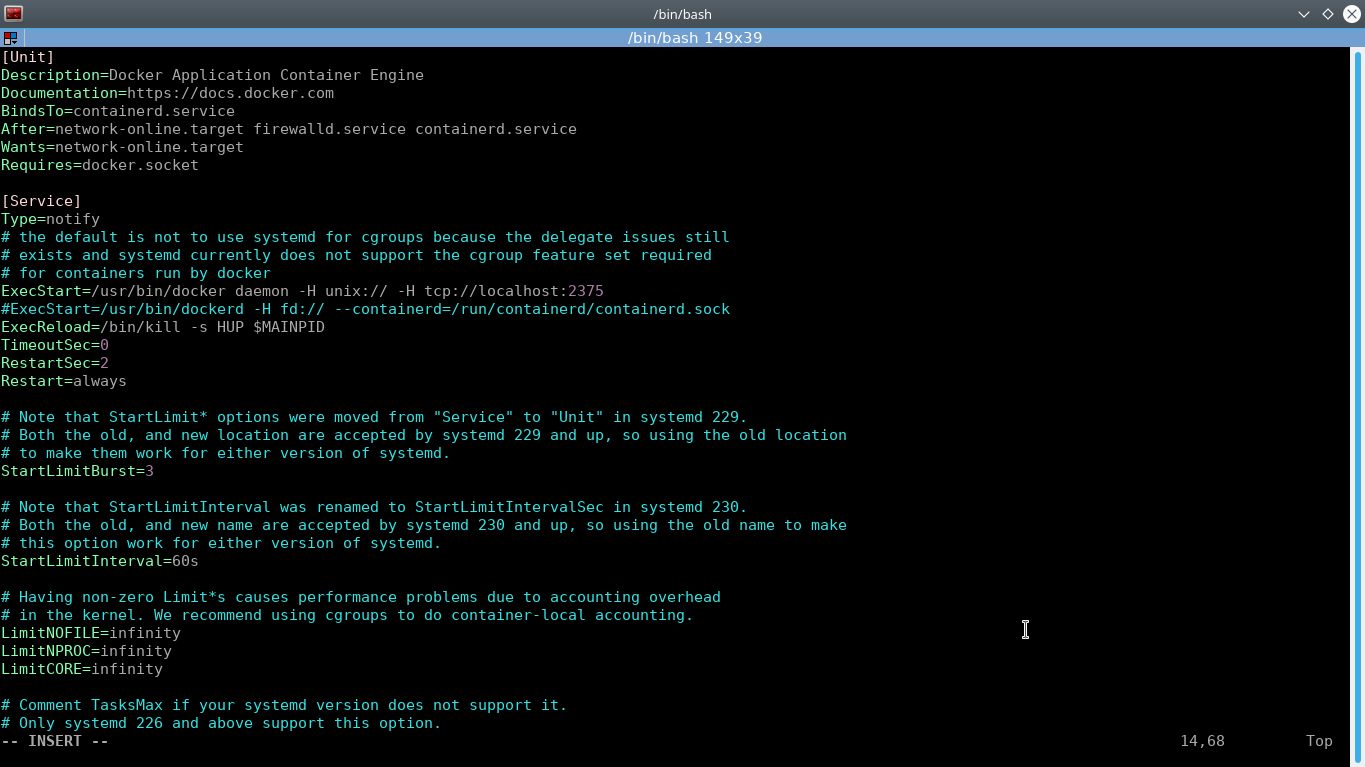 /bin/bash
/bin/bash 149x39
[Unit]
Description=Docker Application Container Engine
Documentation=https://docs.docker.com
BindsTo=containerd.service
After=network-online.target firewalld.service containerd.service
Wants=network-online.target
Requires=docker.socket
[Service]
Type=notify
# the default is not to use systemd for cgroups because the delegate issues still
# exists and systemd currently does not support the cgroup feature set required
# for containers run by docker
ExecStart=/usr/bin/docker daemon -H unix:// -H tcp://localhost:2375
#ExecStart=/usr/bin/dockerd -H fd:// --containerd=/run/containerd/containerd.sock
ExecReload=/bin/kill -s HUP $MAINPID
TimeoutSec=0
RestartSec=2
Restart=always
# Note that StartLimit* options were moved from "Service" to "Unit" in systemd 229.
# Both the old, and new location are accepted by systemd 229 and up, so using the old location
# to make them work for either version of systemd.
StartLimitBurst=3
# Note that StartLimitInterval was renamed to StartLimitIntervalSec in systemd 230.
# Both the old, and new name are accepted by systemd 230 and up, so using the old name to make
# this option work for either version of systemd.
StartLimitInterval=60s
# Having non-zero Limit*s causes performance problems due to accounting overhead
# in the kernel. We recommend using cgroups to do container-local accounting.
LimitNOFILE=infinity
LimitNPROC=infinity
LimitCORE=infinity
# Comment TasksMax if your systemd version does not support it.
# Only systemd 226 and above support this option.
-- INSERT -- 14,68 Top